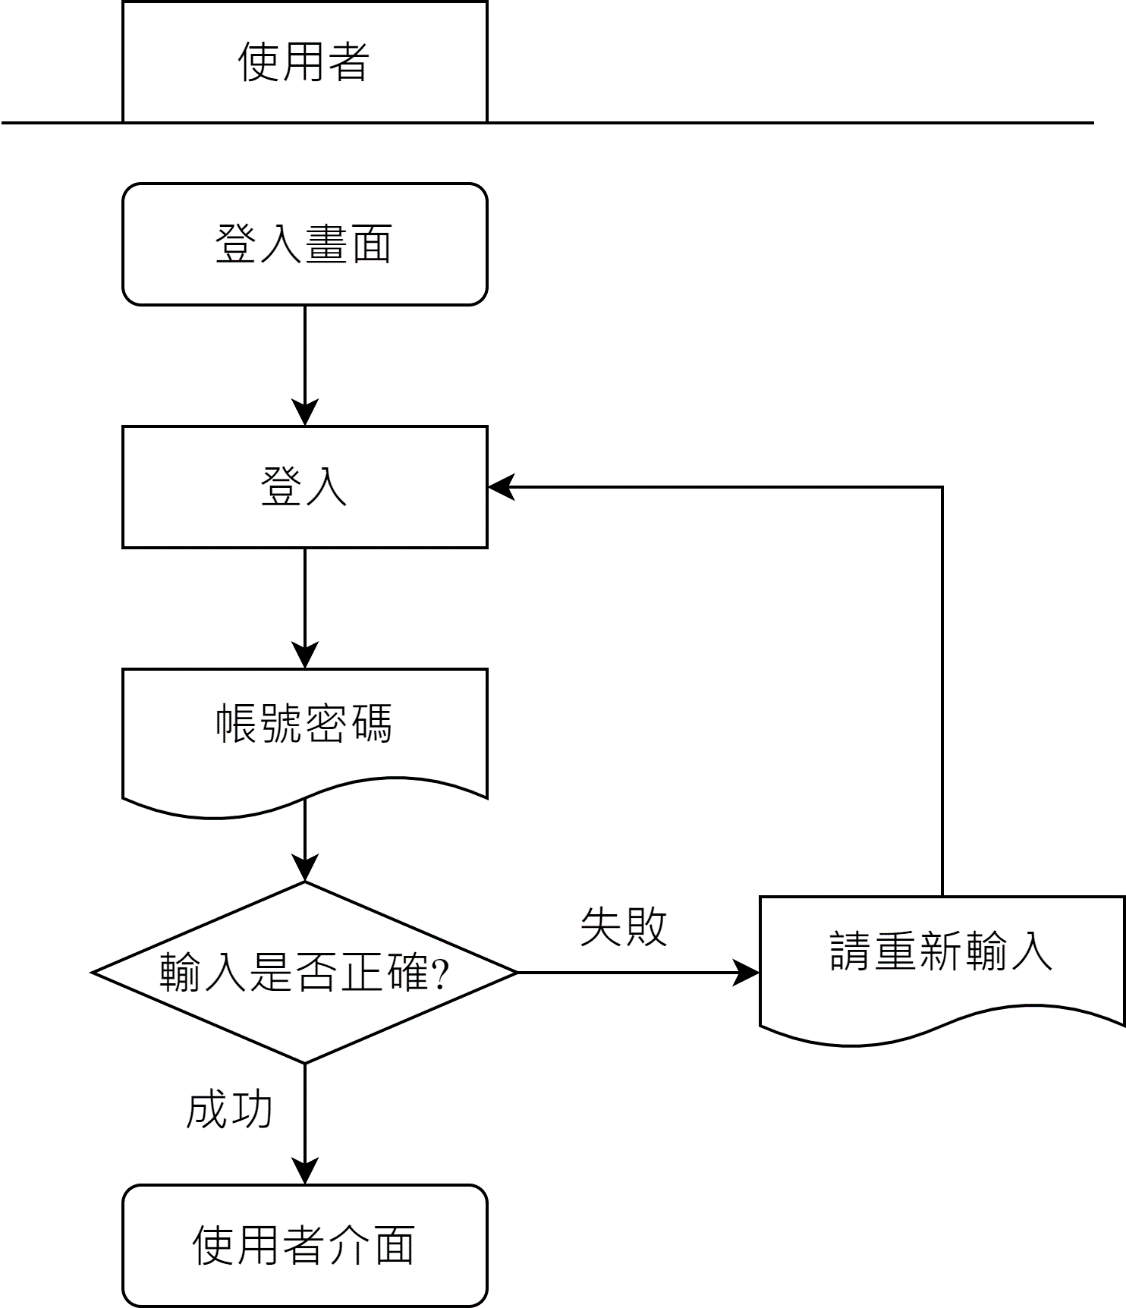 使用者
登入畫面
登入
帳號密碼
輸入是否正確?
失敗
請重新輸入
成功
使用者介面